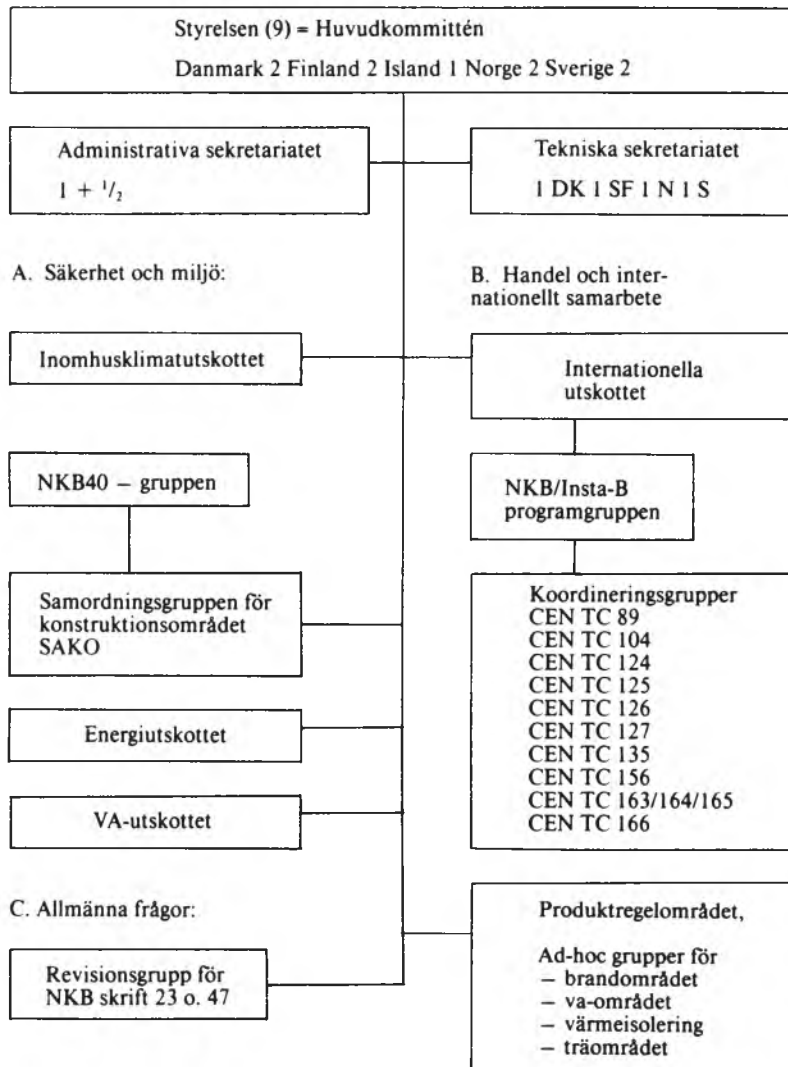 Styrelsen (9) = Huvudkommittén
Danmark 2 Finland 2 Island 1 Norge 2 Sverige 2
Administrativa sekretariatet
1 + 1/2
Tekniska sekretariatet
1 DK 1 SF 1 N 1 S
A. Säkerhet och miljö:
Inomhusklimatutskottet
NKB40 – gruppen
Samordningsgruppen för
konstruktionsområdet
SAKO
Energiutskottet
VA-utskottet
B. Handel och inter-
nationellt samarbete
Internationella
utskottet
NKB/Insta-B
programgruppen
Koordineringsgrupper
CEN TC 89
CEN TC 104
CEN TC 124
CEN TC 125
CEN TC 126
CEN TC 127
CEN TC 135
CEN TC 156
CEN TC 163/164/165
CEN TC 166
C. Allmänna frågor:
Revisionsgrupp för
NKB skrift 23 o. 47
Produktregelområdet,
Ad-hoc grupper för
– brandområdet
– va-området
– värmeisolering
– träområdet